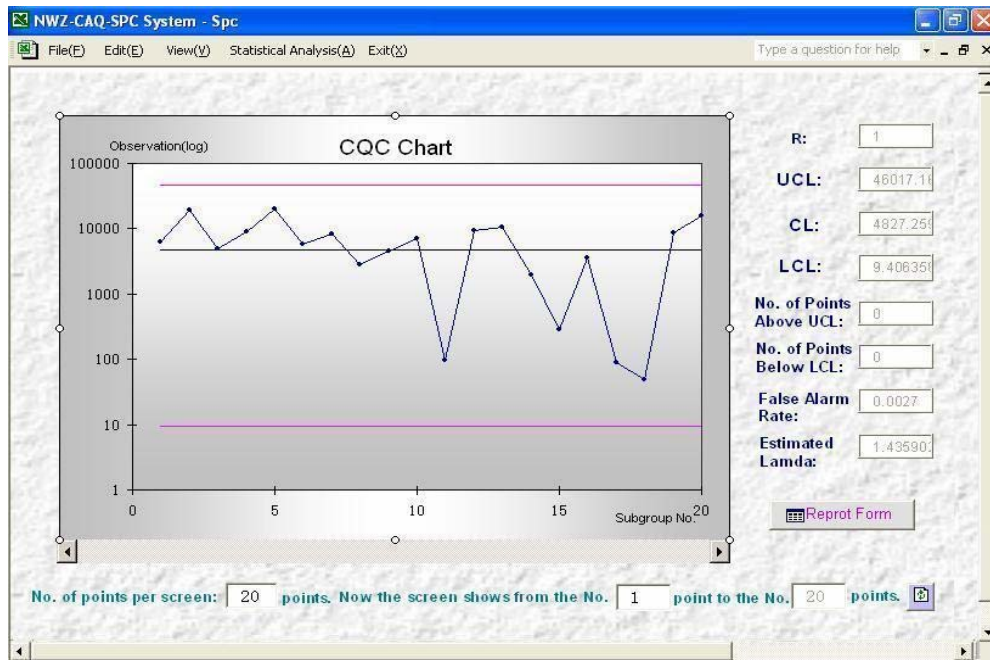 NWZ-CAQ-SPC System - Spc
File(F) Edit(E) View(V) Statistical Analysis(A) Exit(X)
Type a question for help
CQC Chart
Observation(log)
100000
10000
1000
100
10
1
0 5 10 15 20
Subgroup No.
R: 1
UCL: 46017.16
CL: 4827.259
LCL: 9.406358
No. of Points
Above UCL: 0
No. of Points
Below LCL: 0
False Alarm
Rate: 0.0027
Estimated
Lamda: 1.435902
Reprot Form
No. of points per screen: 20 points. Now the screen shows from the No. 1 point to the No. 20 points.